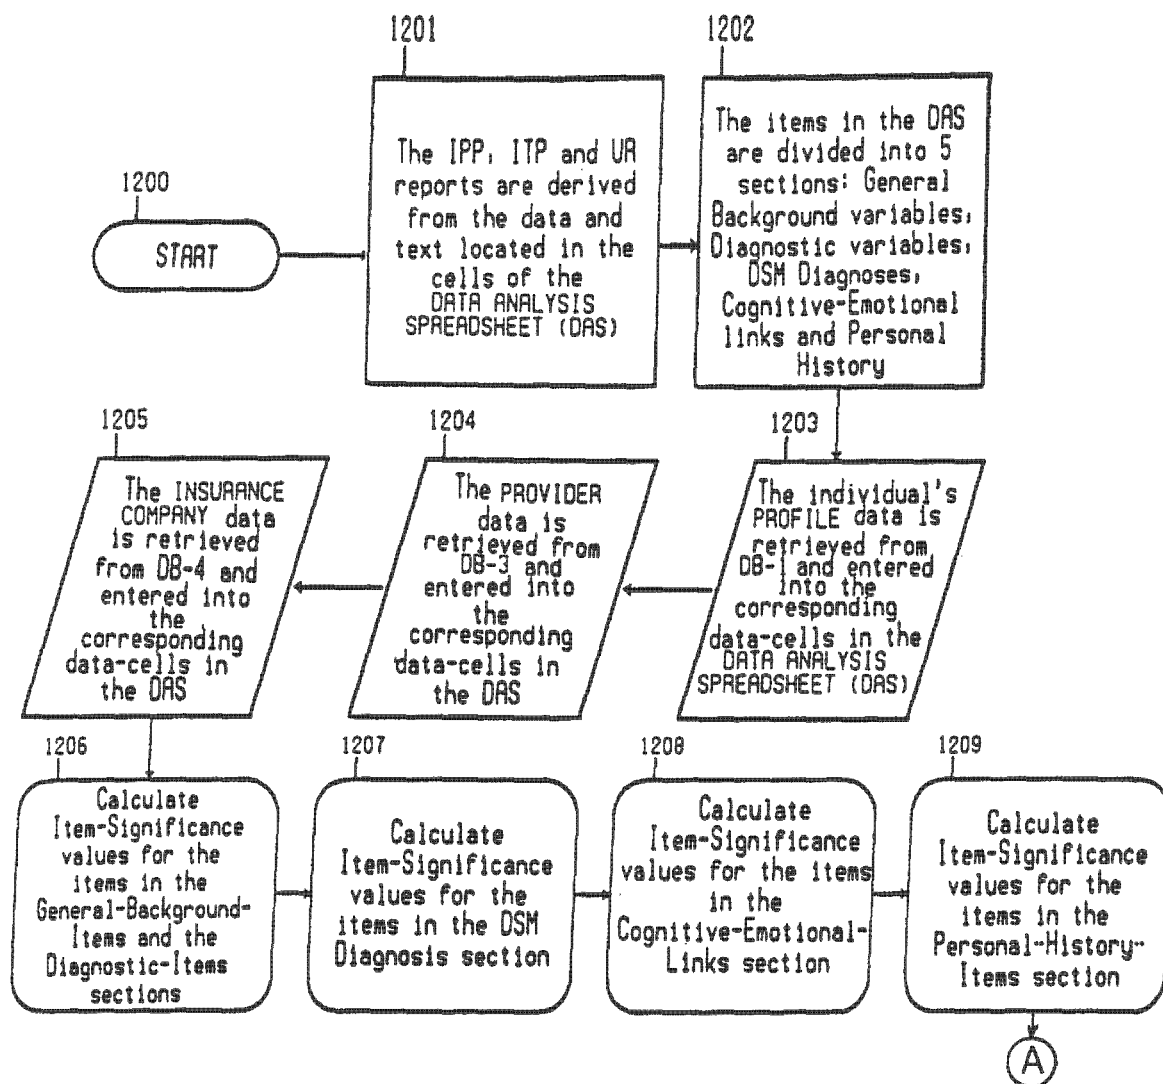 1200
START
1201
The IPP, ITP and UR
reports are derived
from the data and
text located in the
cells of the
DATA ANALYSIS
SPREADSHEET (DAS)
1202
The items in the DAS
are divided into 5
sections: General
Background variables,
Diagnostic variables,
DSM Diagnoses,
Cognitive-Emotional
links and Personal
History
1203
The individual's
PROFILE data is
retrieved from
DB-1 and entered
into the
corresponding
data-cells in the
DATA ANALYSIS
SPREADSHEET (DAS)
1204
The PROVIDER
data is
retrieved from
DB-3 and
entered into
the
corresponding
data-cells in
the DAS
1205
The INSURANCE
COMPANY data
is retrieved
from DB-4 and
entered into
the
corresponding
data-cells in
the DAS
1206
Calculate
Item-Significance
values for the
items in the
General-Background-
Items and the
Diagnostic-Items
sections
1207
Calculate
Item-Significance
values for the
items in the DSM
Diagnosis section
1208
Calculate
Item-Significance
values for the items
in the
Cognitive-Emotional-
Links section
1209
Calculate
Item-Significance
values for the
items in the
Personal-History-
Items section
A